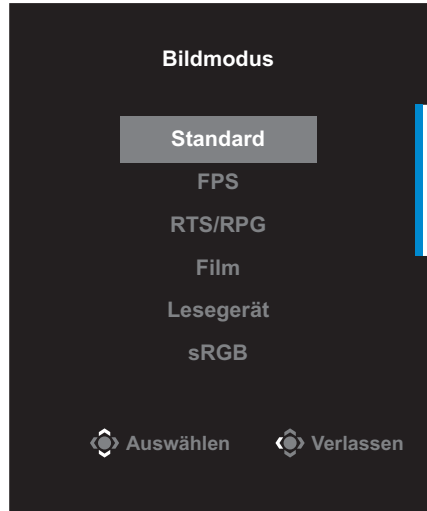 Bildmodus
Standard
FPS
RTS/RPG
Film
Lesegerät
sRGB
Auswählen Verlassen